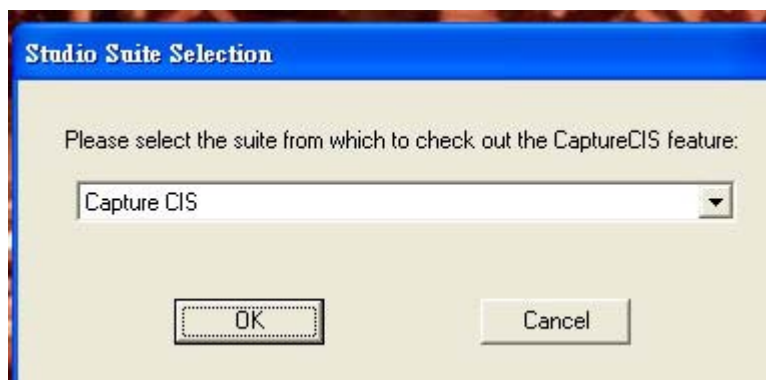 Studio Suite Selection
Please select the suite from which to check out the CaptureCIS feature:
Capture CIS
OK
Cancel